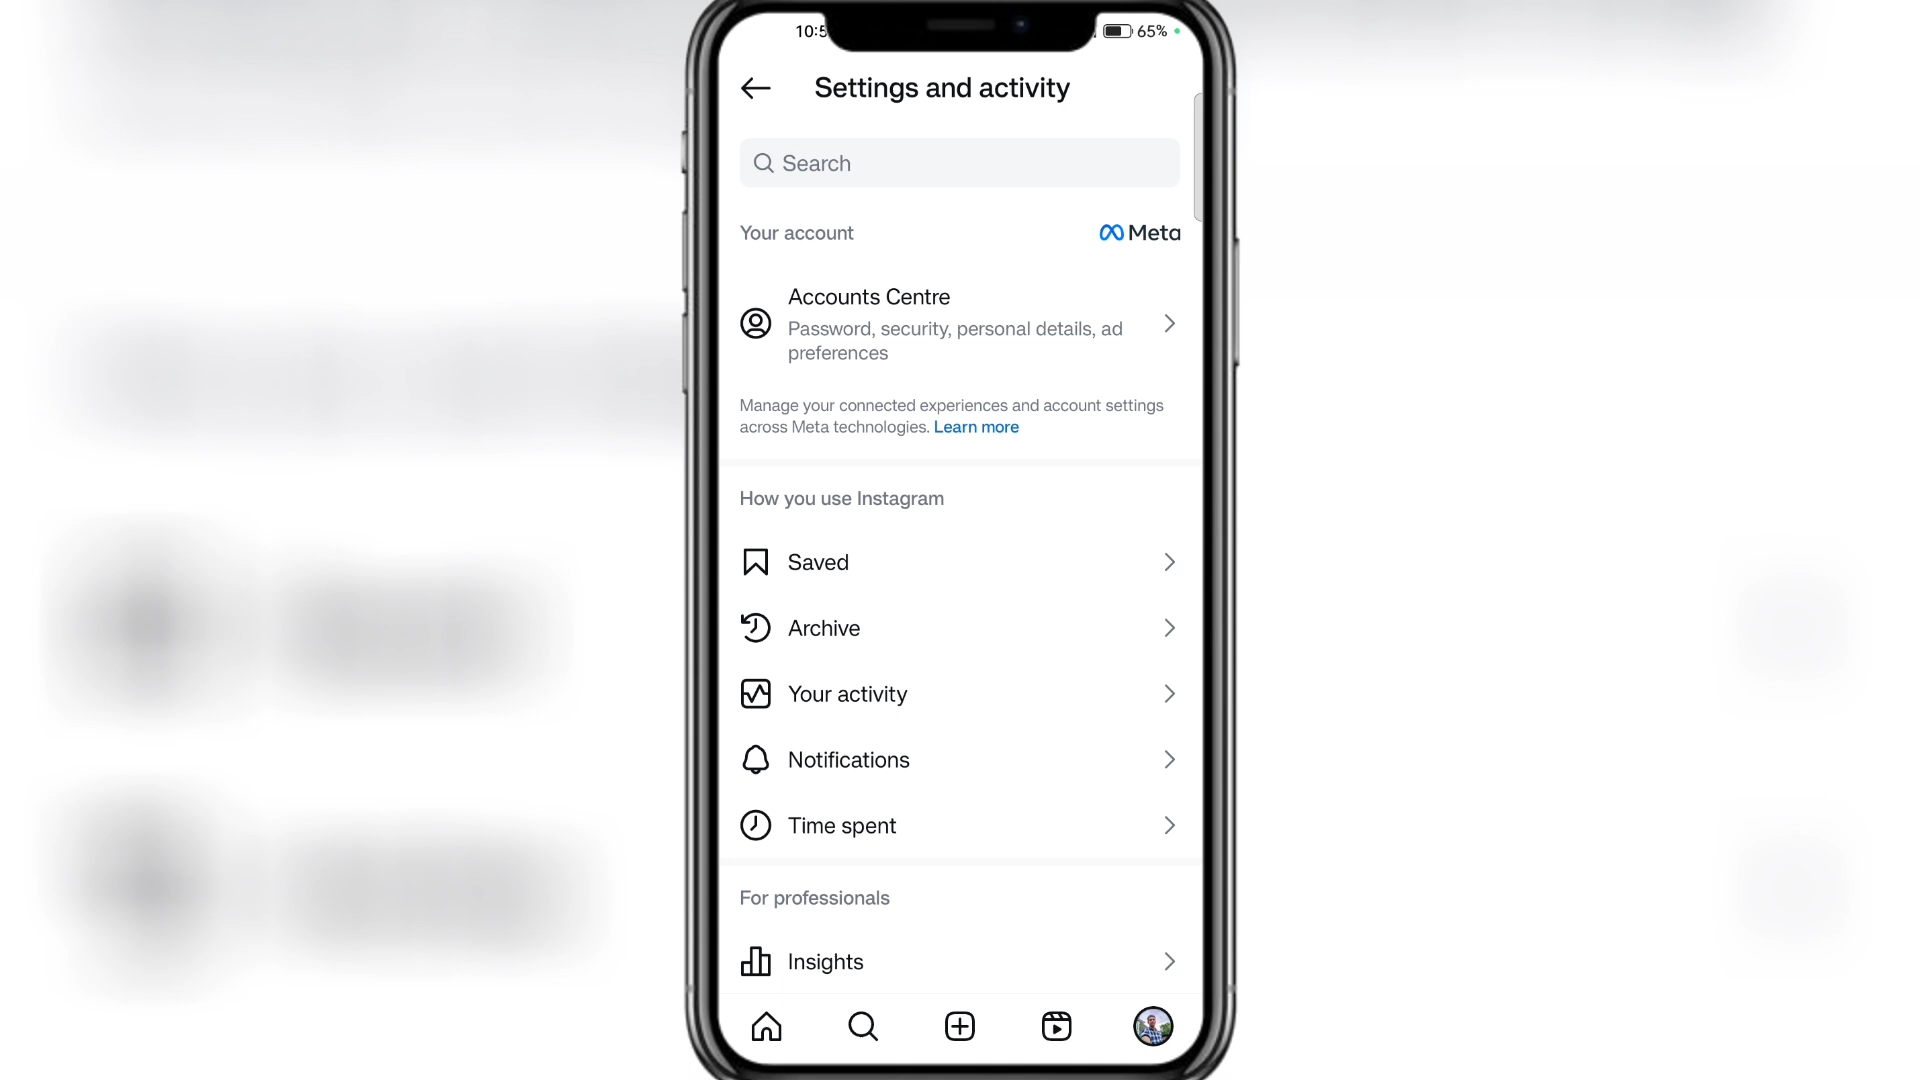 10:5
65%
Settings and activity
Search
Your account
Meta
Accounts Centre
Password, security, personal details, ad
preferences
Manage your connected experiences and account settings
across Meta technologies. Learn more
How you use Instagram
Saved
Archive
Your activity
Notifications
Time spent
For professionals
Insights